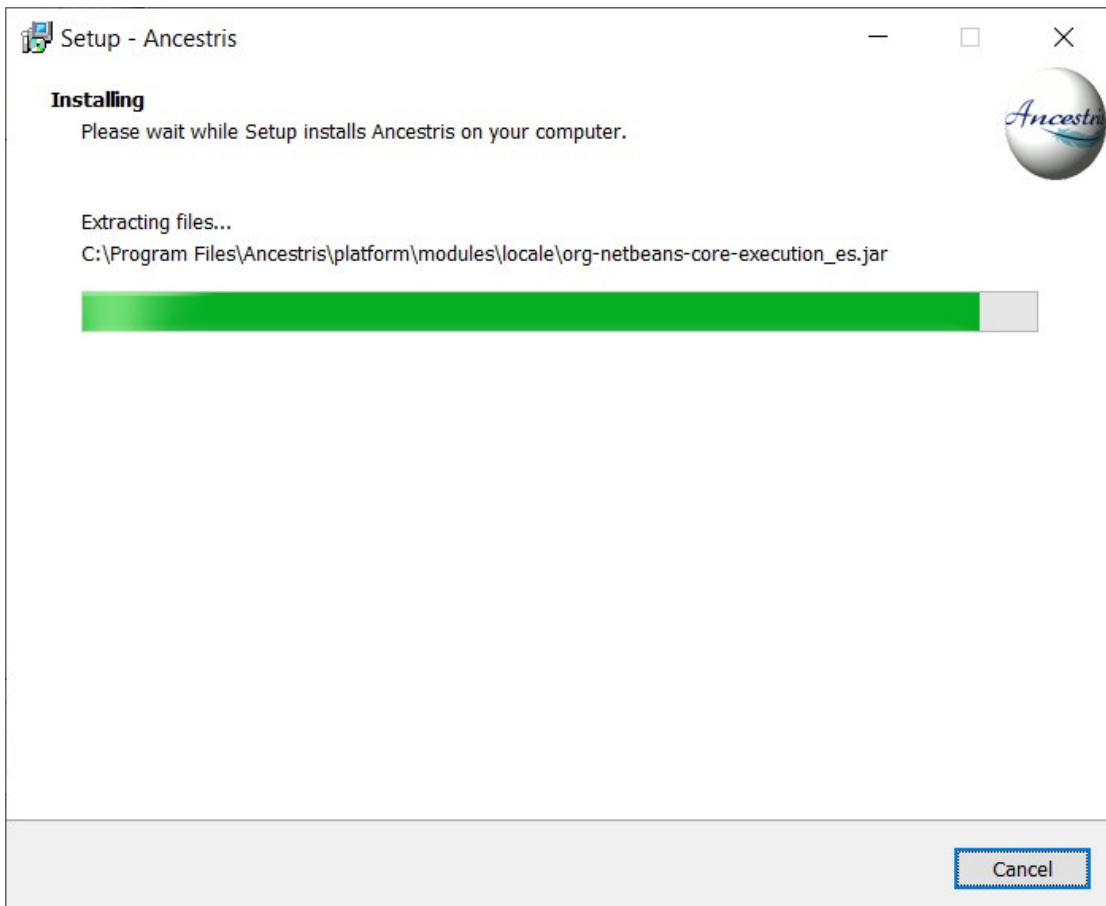 Setup - Ancestris
Installing
Please wait while Setup installs Ancestris on your computer.
Ancestri
Extracting files...
C:\Program Files\Ancestris\platform\modules\locale\org-netbeans-core-execution_es.jar
Cancel